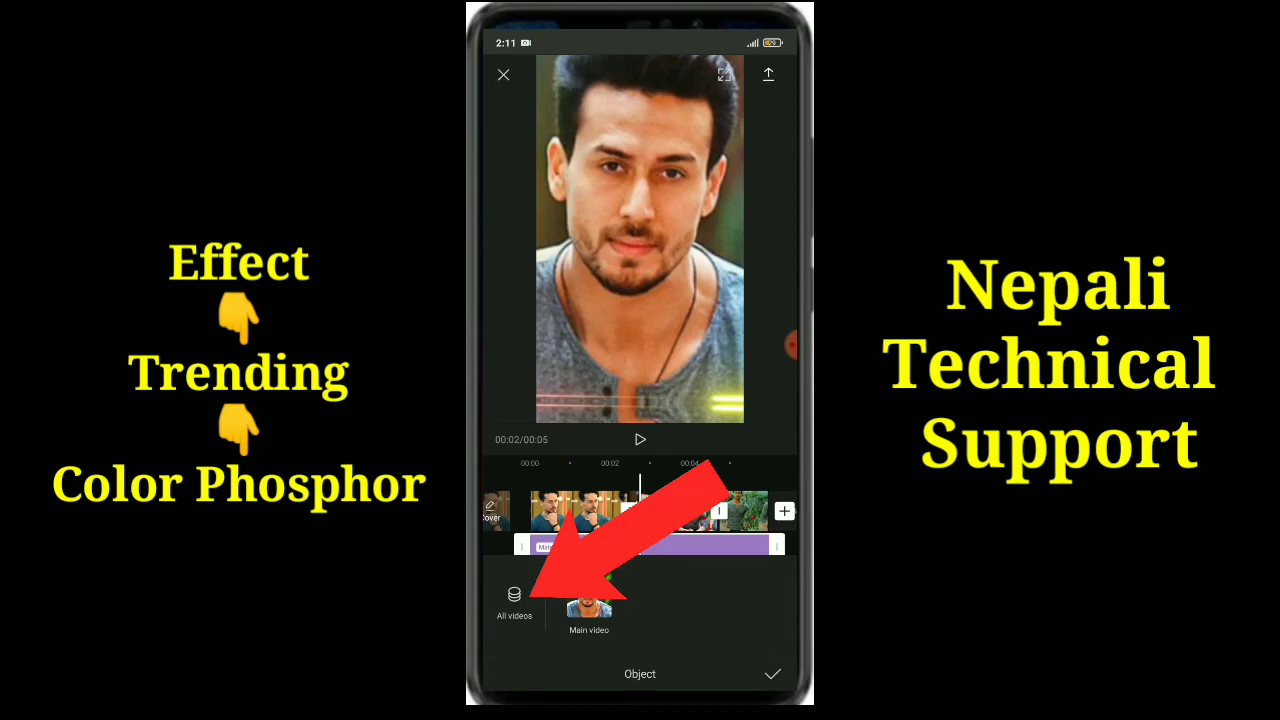 Effect
👇
Trending
👇
Color Phosphor
2:11
00:02/00:05
00:00
00:02
00:04
Cover
All videos
Main video
Object
Nepali
Technical
Support